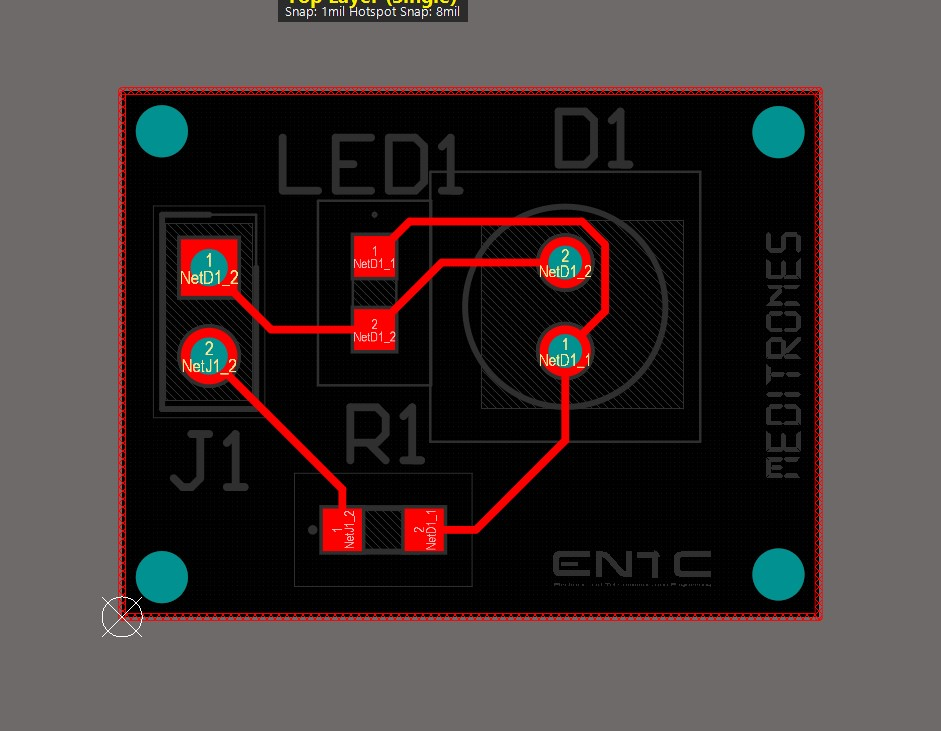 Top Layer (Single)
Snap: 1mil Hotspot Snap: 8mil
D1
LED1
1
NetD1_2
1
NetD1_1
2
NetD1_2
2
NetD1_2
2
NetJ1_2
1
NetD1_1
MEDITRONES
R1
J1
1
NetJ1_2
2
NetD1_1
ENTC